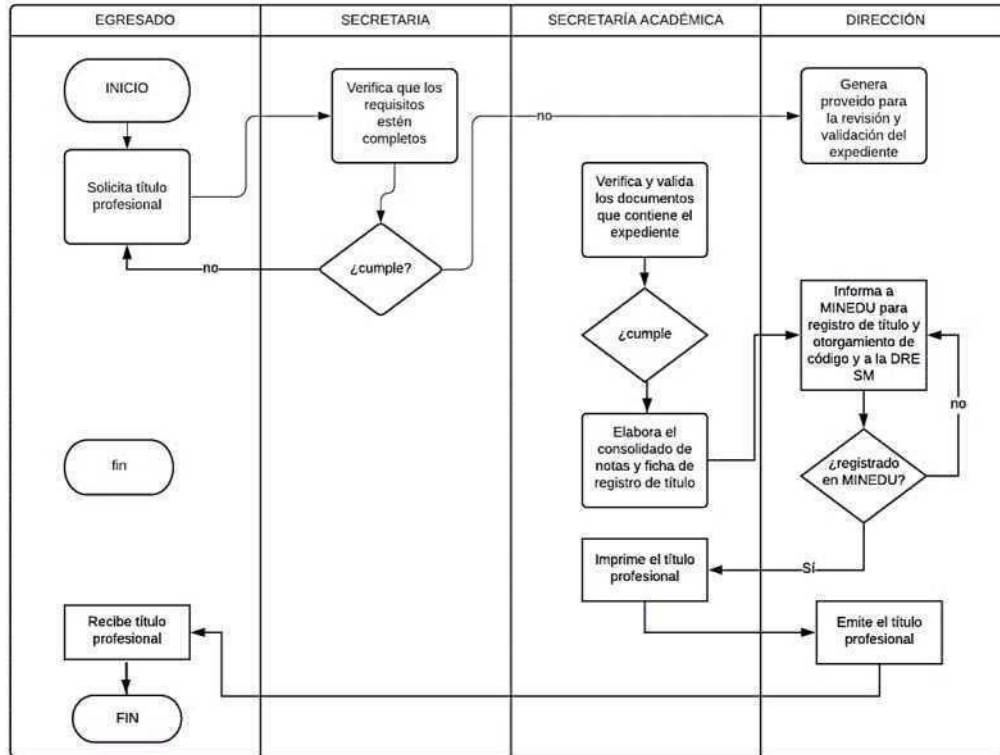 EGRESADO
SECRETARIA
SECRETARÍA ACADÉMICA
DIRECCIÓN
INICIO
Verifica que los
requisitos
estén
completos
no
Genera
proveido para
la revisión y
validación del
expediente
Solicita título
profesional
Verifica y valida
los documentos
que contiene el
expediente
no
¿cumple?
Informa a
MINEDU para
registro de título y
otorgamiento de
código y a la DRE
SM
¿cumple
no
Elabora el
consolidado de
notas y ficha de
registro de título
fin
¿registrado
en MINEDU?
Imprime el título
profesional
Sí
Recibe título
profesional
Emite el título
profesional
FIN